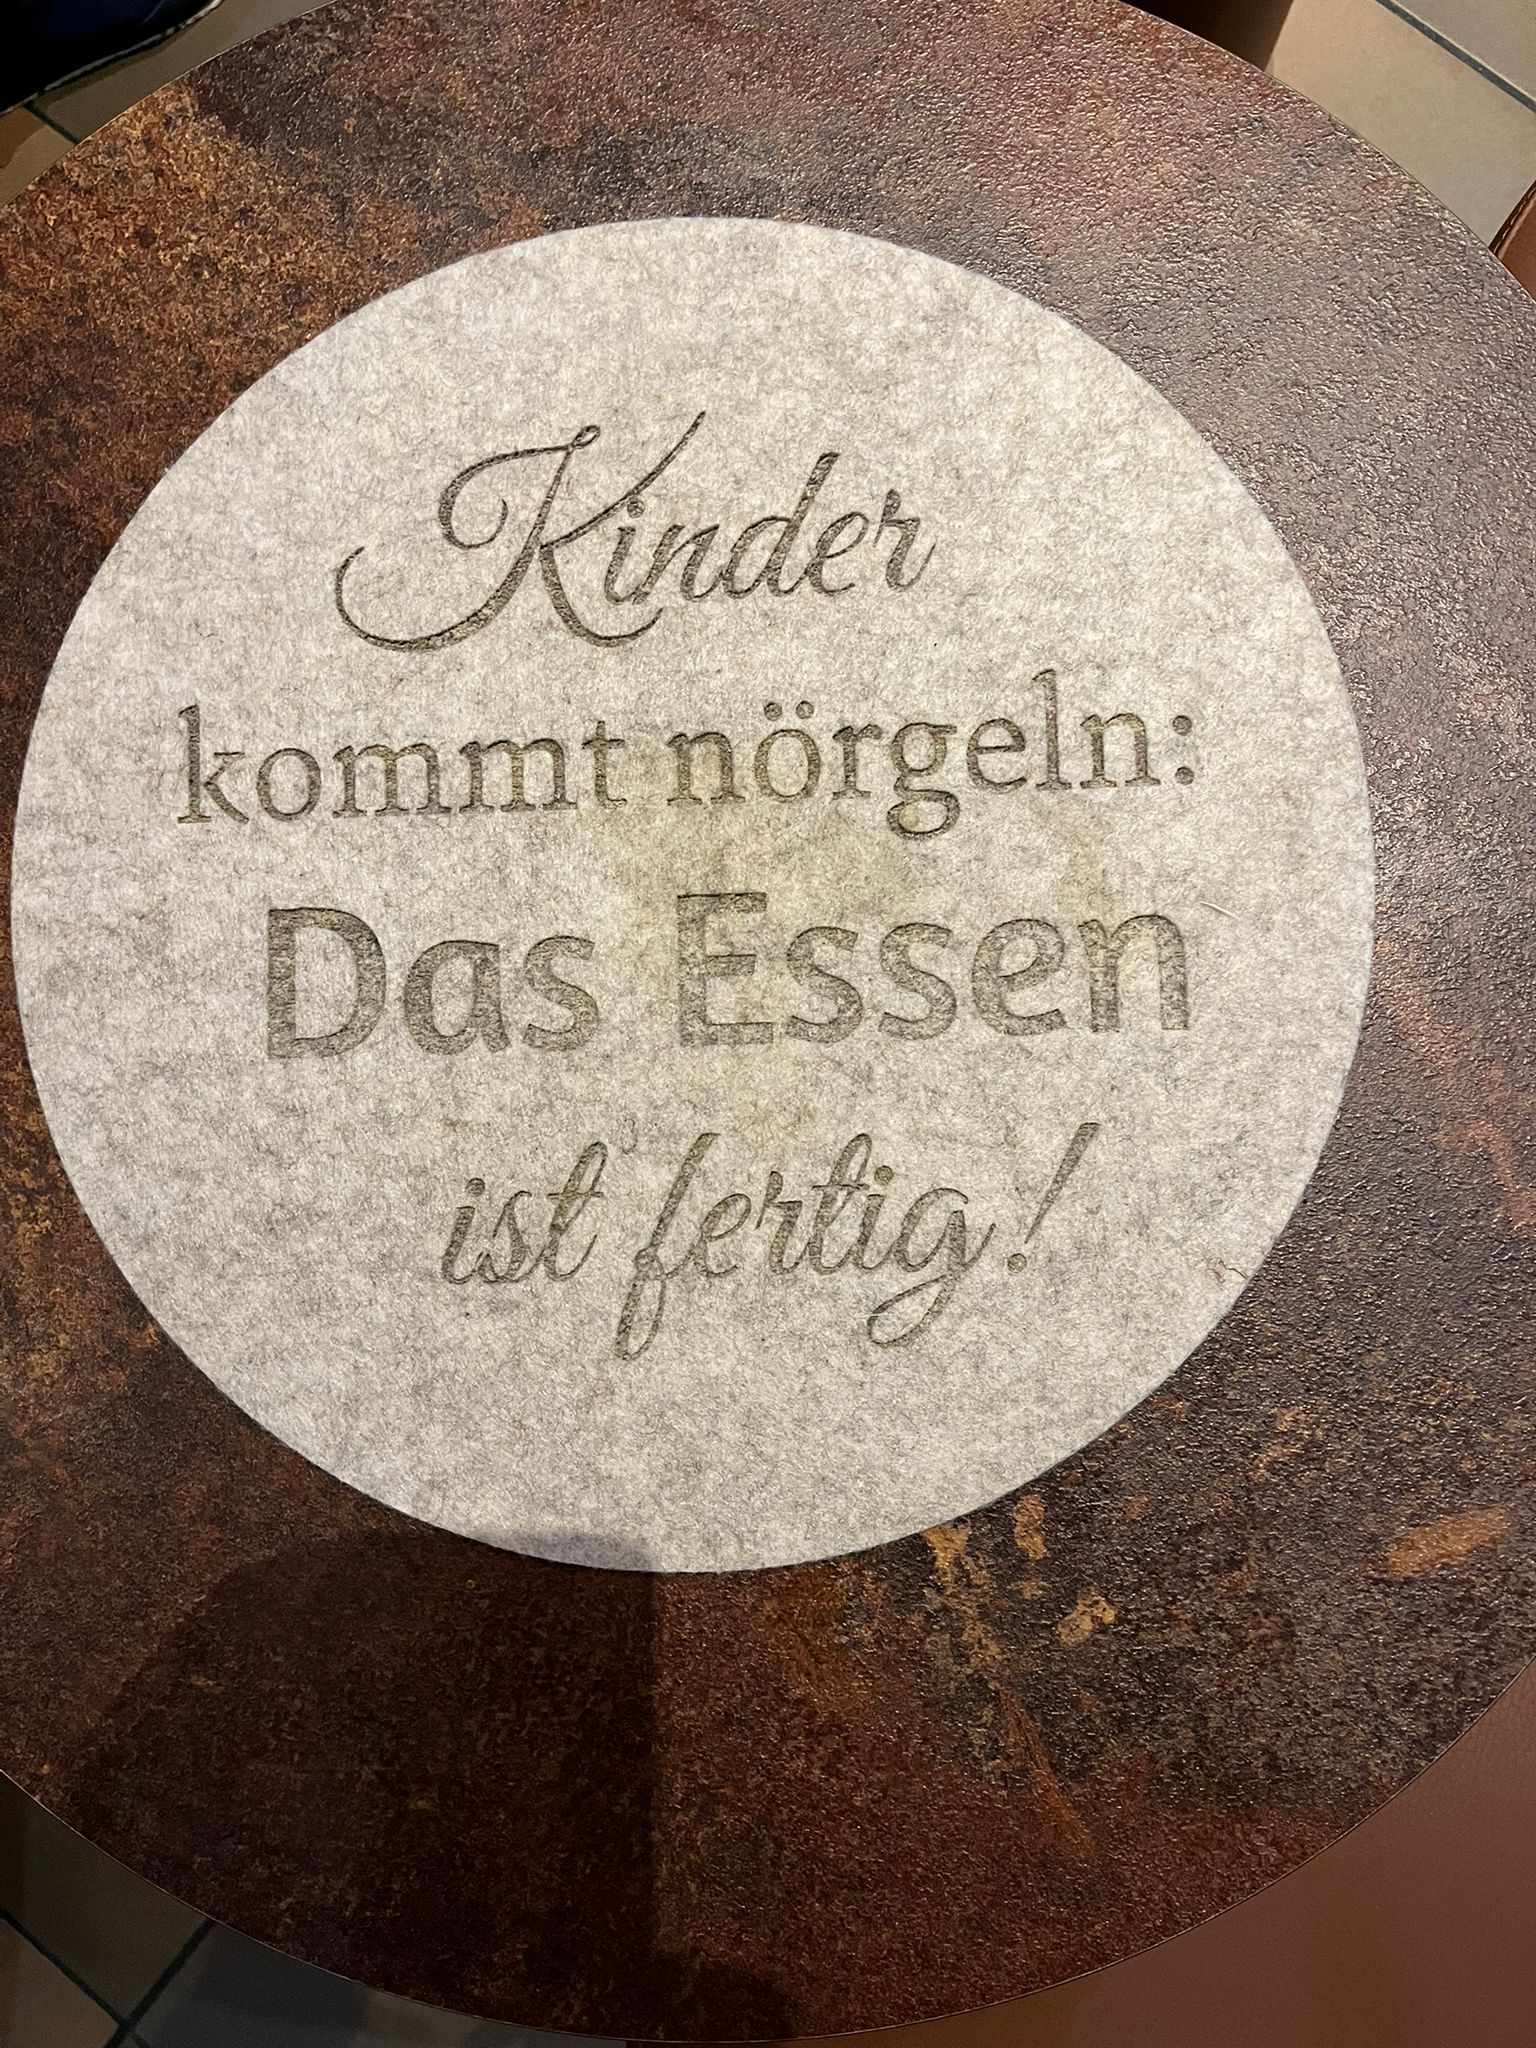 Kinder
kommt nörgeln:
Das Essen
ist fertig!